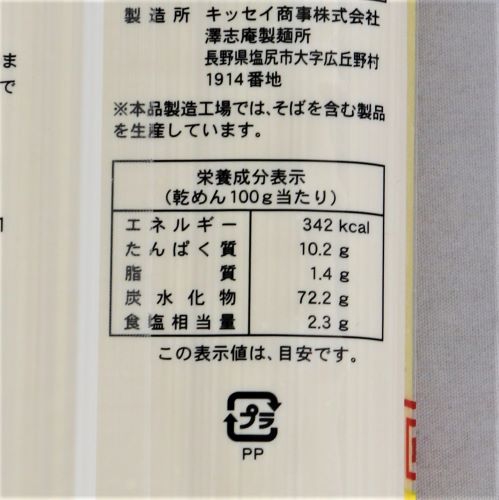 製造所 キッセイ商事株式会社
澤志庵製麺所
長野県塩尻市大字広丘野村
1914番地
ま
で
※本品製造工場では、そばを含む製品
を生産しています。
栄養成分表示
(乾めん100g当たり)
1
エネルギー 342 kcal
たんぱく質 10.2 g
脂質 1.4 g
炭水化物 72.2 g
食塩相当量 2.3 g
この表示値は、目安です。
プラ
PP